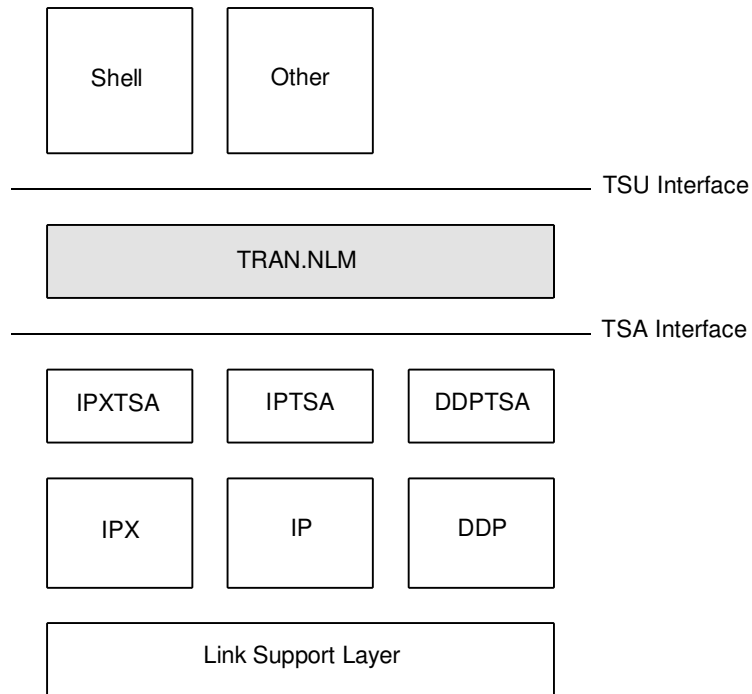 Shell
Other
TSU Interface
TRAN.NLM
TSA Interface
IPXTSA
IPTSA
DDPTSA
IPX
IP
DDP
Link Support Layer